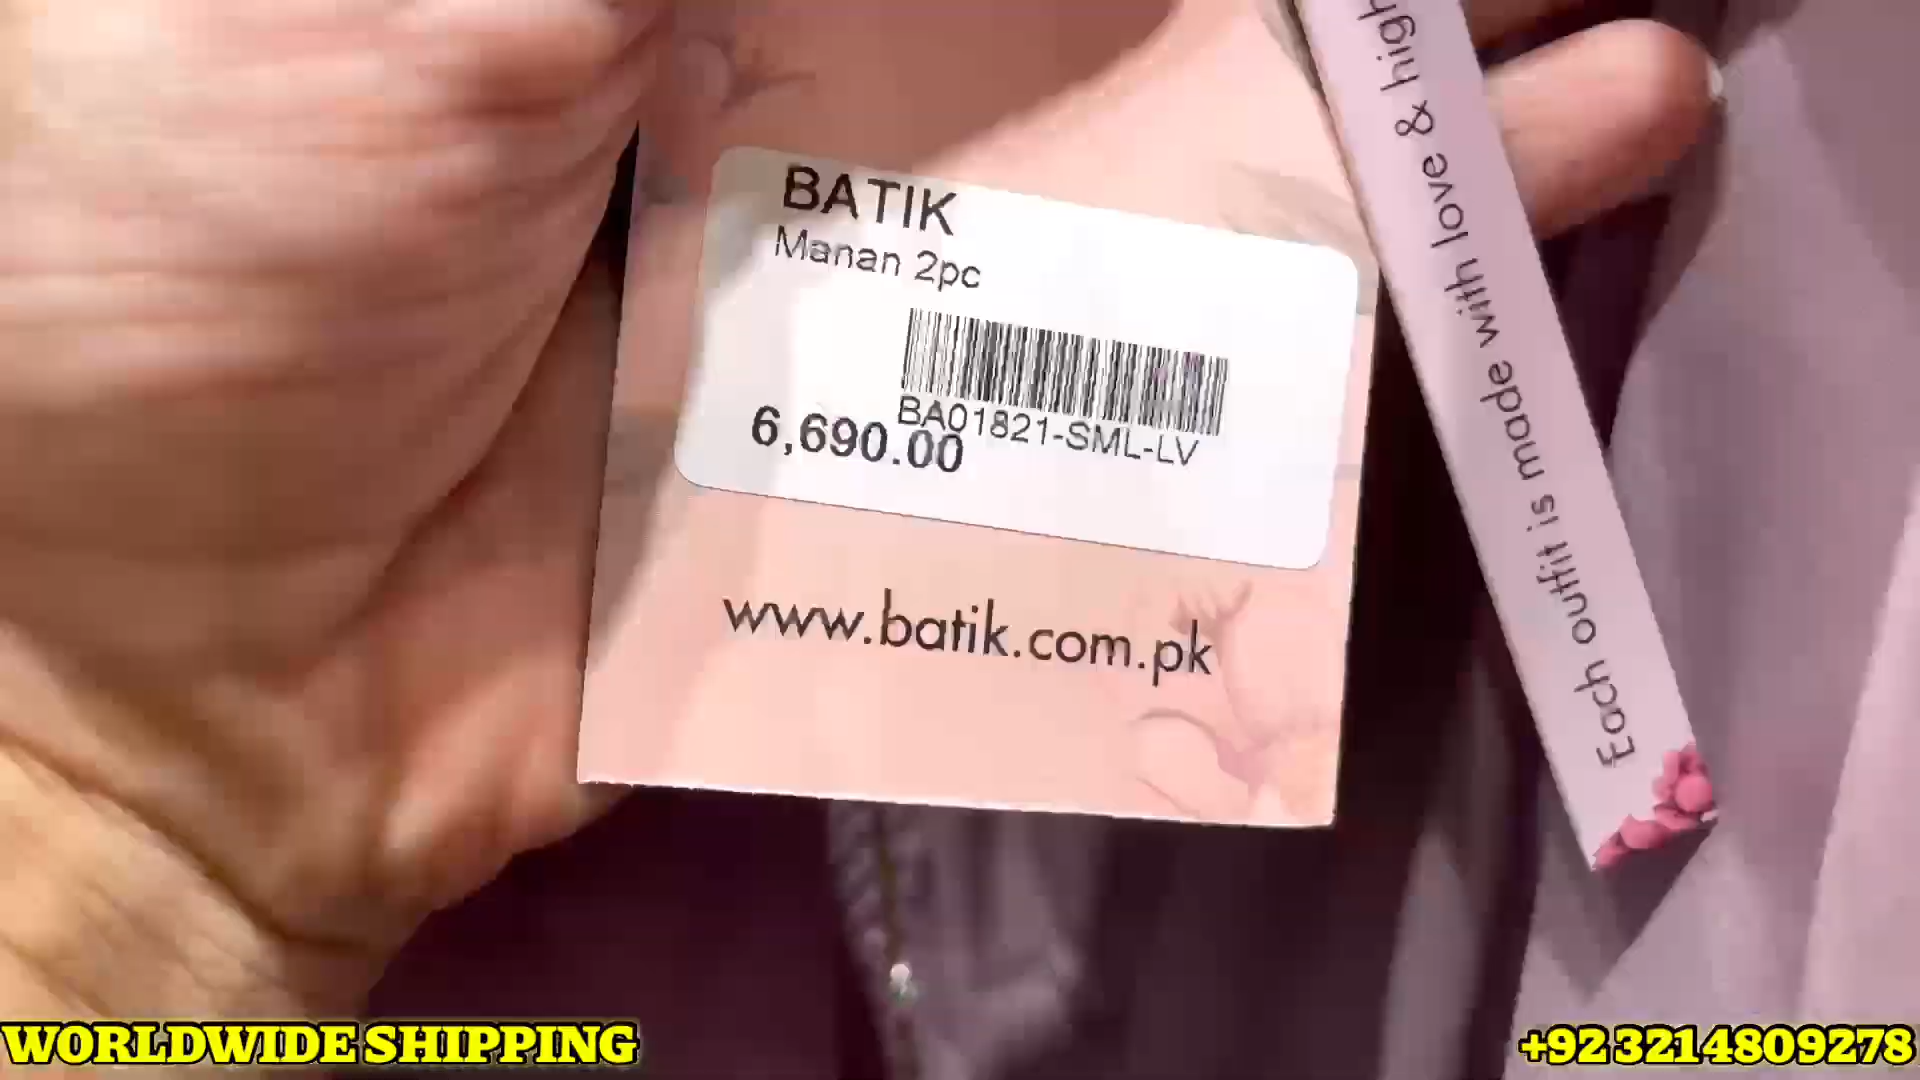 BATIK
Manan 2pc
BA01821-SML-LV
6,690.00
www.batik.com.pk
Each outfit is made with love & high
WORLDWIDE SHIPPING
+92 3214809278